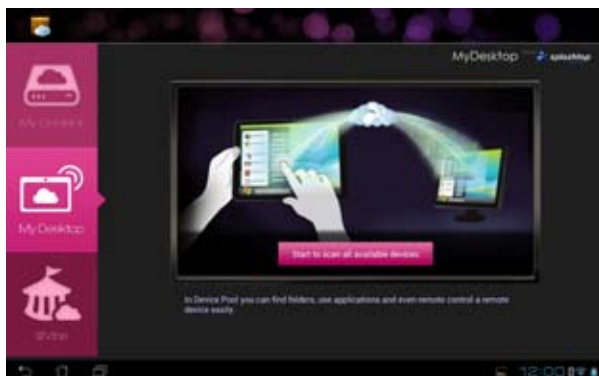 MyDesktop splashtop
My Desktop
Start to scan all available devices
In Device Pool you can find folders, use applications and even remote control a remote
device easily.
12:00